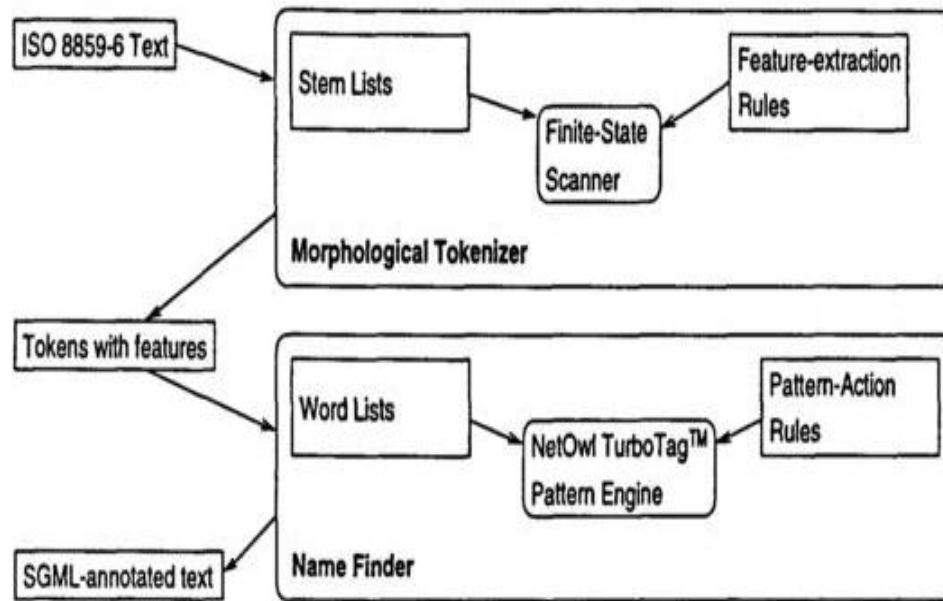 ISO 8859-6 Text
Stem Lists
Feature-extraction
Rules
Finite-State
Scanner
Morphological Tokenizer
Tokens with features
Word Lists
Pattern-Action
Rules
NetOwl TurboTag™
Pattern Engine
SGML-annotated text
Name Finder